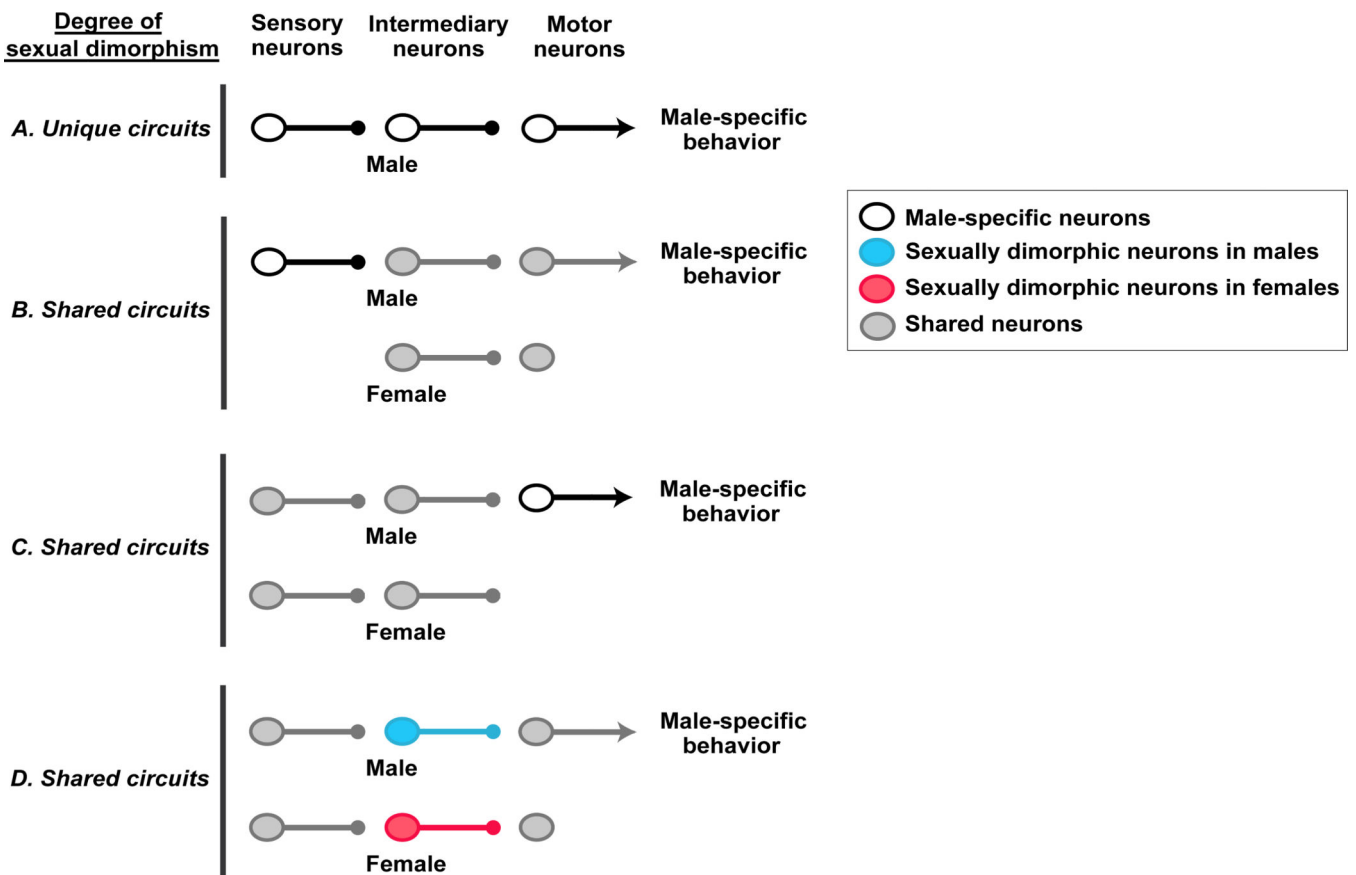 Degree of
sexual dimorphism
Sensory
neurons
Intermediary
neurons
Motor
neurons
A. Unique circuits
Male
Male-specific
behavior
B. Shared circuits
Male
Male-specific
behavior
Female
C. Shared circuits
Male
Male-specific
behavior
Female
D. Shared circuits
Male
Male-specific
behavior
Female
Male-specific neurons
Sexually dimorphic neurons in males
Sexually dimorphic neurons in females
Shared neurons